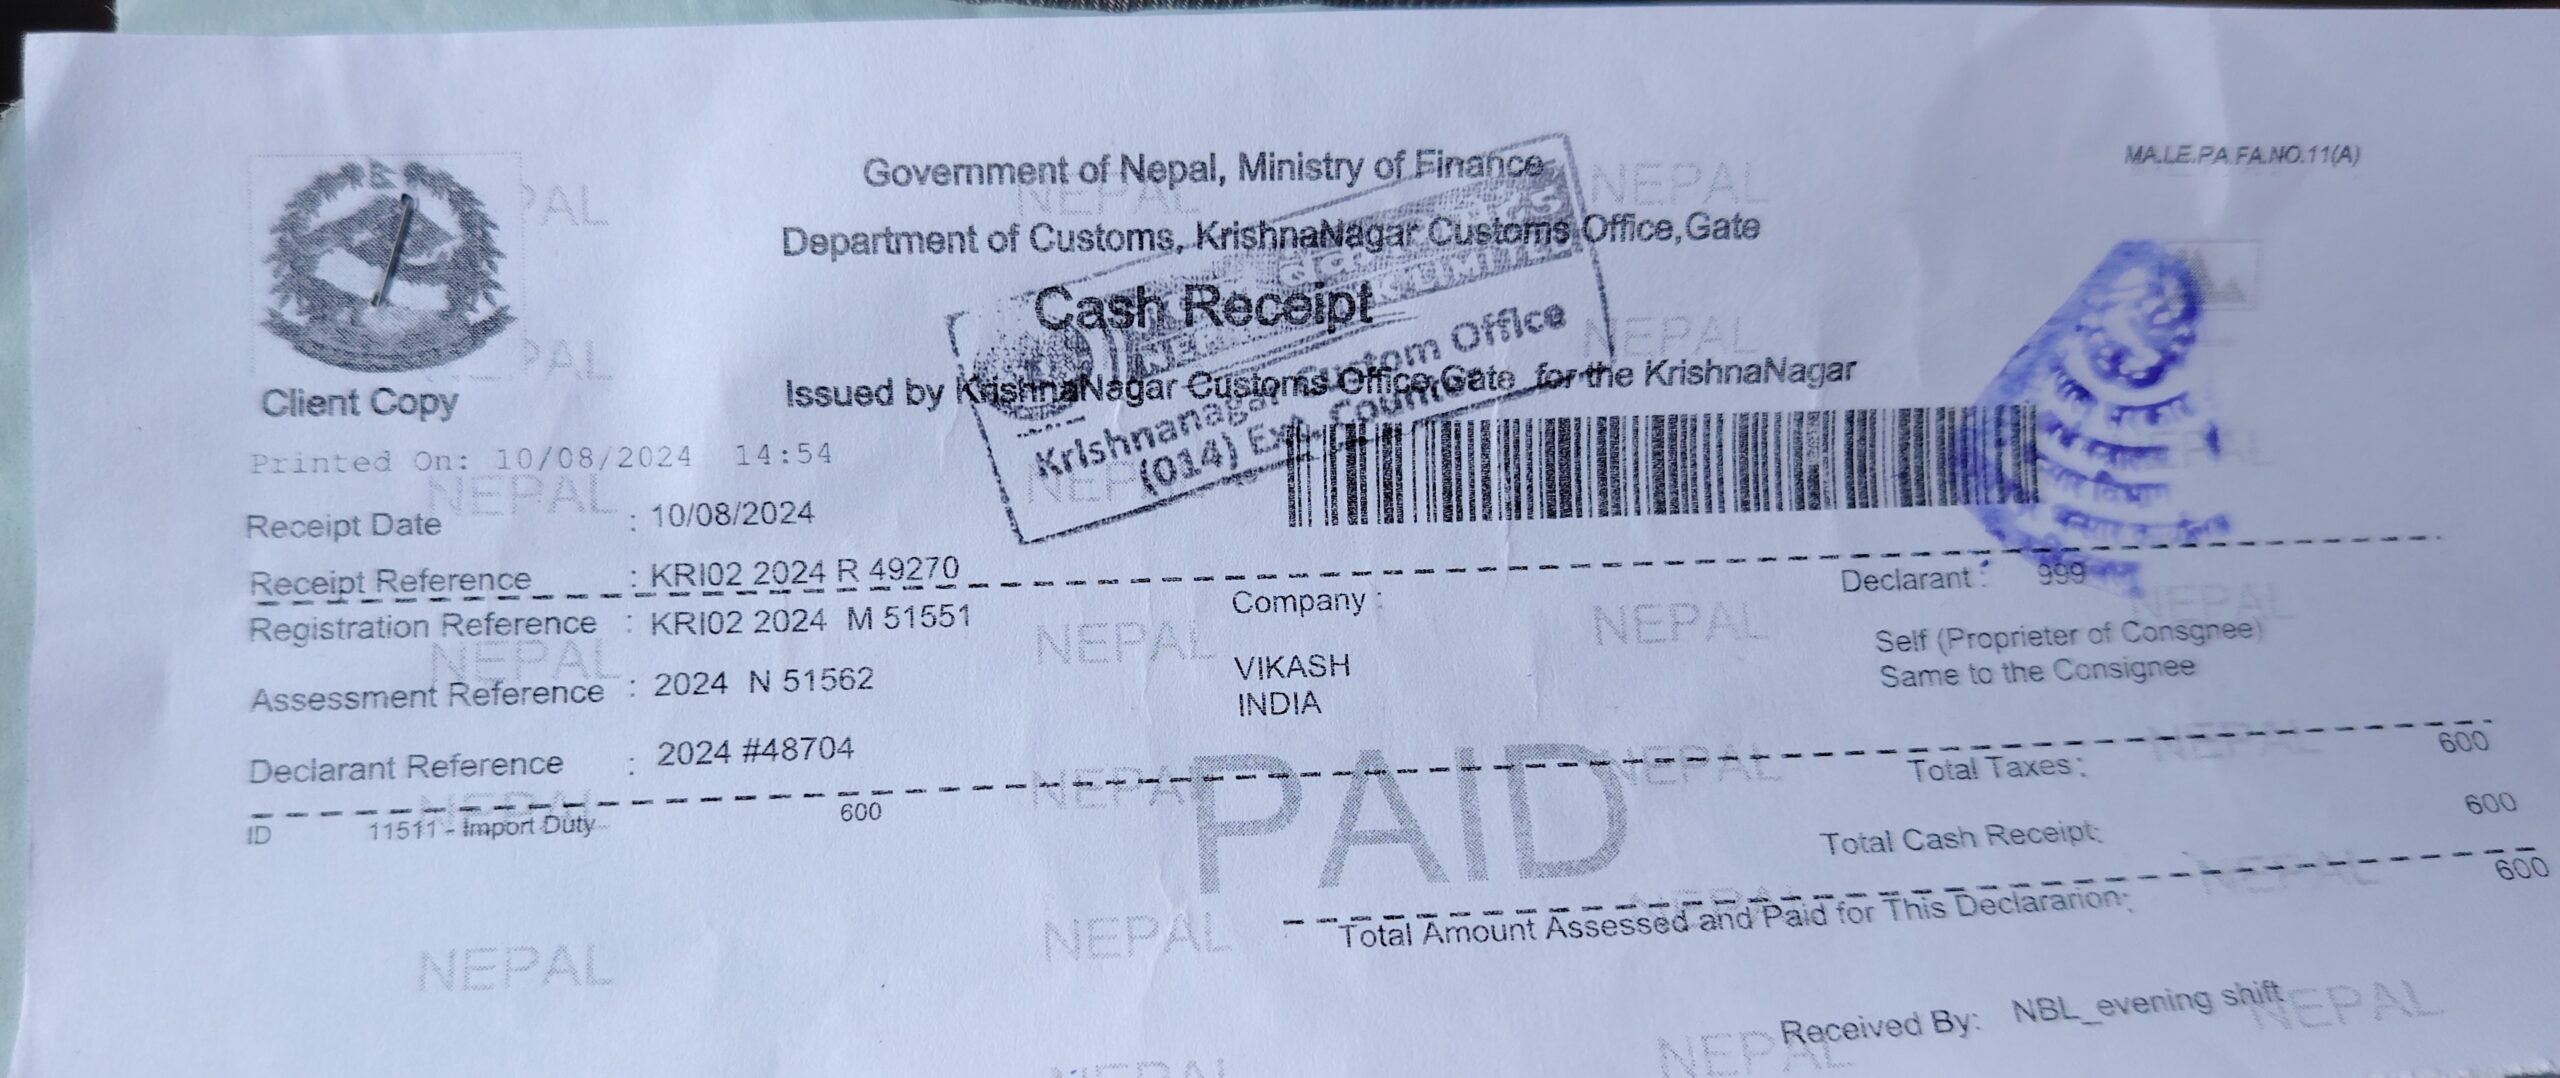 MA.LE.PA.FA.NO.11(A)
Government of Nepal, Ministry of Finance
Department of Customs, KrishnaNagar Customs Office,Gate
Cash Receipt
Issued by KrishnaNagar Customs Office,Gate for the KrishnaNagar
Krishnanagar Custom Office
(014) Counter
Client Copy
Printed On: 10/08/2024 14:54
Receipt Date : 10/08/2024
Receipt Reference : KRI02 2024 R 49270
Registration Reference : KRI02 2024 M 51551
Assessment Reference : 2024 N 51562
Declarant Reference : 2024 #48704
Company :
VIKASH
INDIA
Declarant : 999
Self (Proprieter of Consgnee)
Same to the Consignee
ID 11511 - Import Duty 600
PAID
Total Taxes: 600
Total Cash Receipt: 600
Total Amount Assessed and Paid for This Declararion: 600
Received By: NBL_evening shift
NEPAL